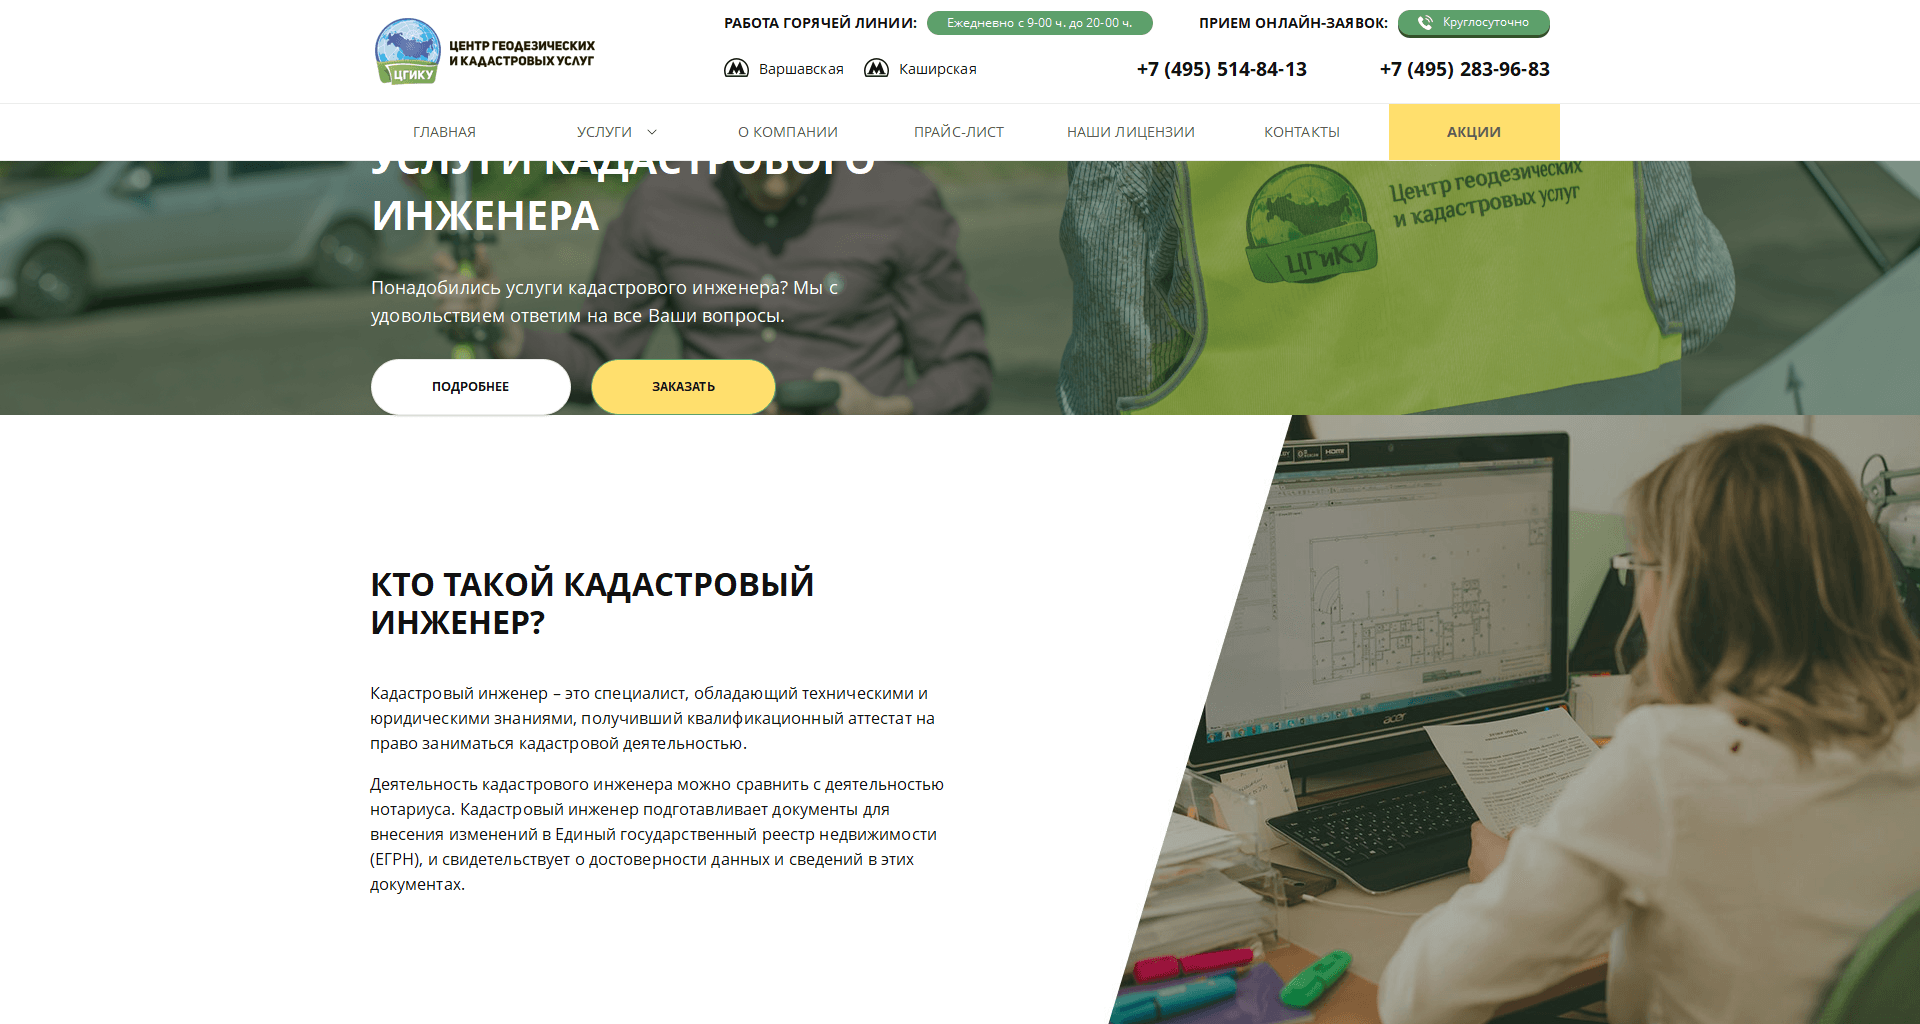 ЦЕНТР ГЕОДЕЗИЧЕСКИХ
И КАДАСТРОВЫХ УСЛУГ
ЦГИКУ
РАБОТА ГОРЯЧЕЙ ЛИНИИ: Ежедневно с 9-00 ч. до 20-00 ч.
ПРИЕМ ОНЛАЙН-ЗАЯВОК: Круглосуточно
Варшавская Каширская
+7 (495) 514-84-13 +7 (495) 283-96-83
ГЛАВНАЯ УСЛУГИ О КОМПАНИИ ПРАЙС-ЛИСТ НАШИ ЛИЦЕНЗИИ КОНТАКТЫ АКЦИИ
УСЛУГИ КАДАСТРОВОГО
ИНЖЕНЕРА
Понадобились услуги кадастрового инженера? Мы с
удовольствием ответим на все Ваши вопросы.
ПОДРОБНЕЕ ЗАКАЗАТЬ
Центр геодезических
и кадастровых услуг
ЦГиКУ
КТО ТАКОЙ КАДАСТРОВЫЙ
ИНЖЕНЕР?
Кадастровый инженер – это специалист, обладающий техническими и
юридическими знаниями, получивший квалификационный аттестат на
право заниматься кадастровой деятельностью.
Деятельность кадастрового инженера можно сравнить с деятельностью
нотариуса. Кадастровый инженер подготавливает документы для
внесения изменений в Единый государственный реестр недвижимости
(ЕГРН), и свидетельствует о достоверности данных и сведений в этих
документах.
HDMI
acer